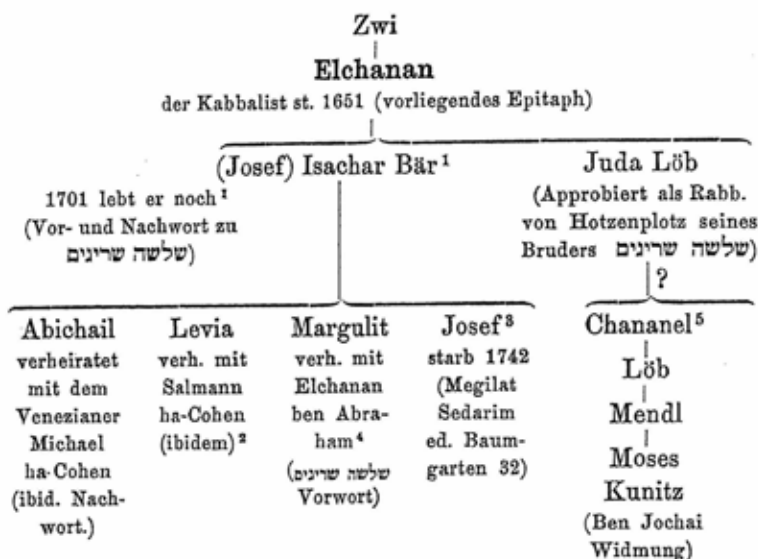 Zwi
Elchanan
der Kabbalist st. 1651 (vorliegendes Epitaph)
(Josef) Isachar Bär¹
1701 lebt er noch¹
(Vor- und Nachwort zu
שלשה שריגים)
Juda Löb
(Approbiert als Rabb.
von Hotzenplotz seines
Bruders שלשה שריגים)
?
Abichail
verheiratet
mit dem
Venezianer
Michael
ha-Cohen
(ibid. Nach-
wort.)
Levia
verh. mit
Salmann
ha-Cohen
(ibidem)²
Margulit
verh. mit
Elchanan
ben Abra-
ham⁴
(שלשה שריגים
Vorwort)
Josef³
starb 1742
(Megilat
Sedarim
ed. Baum-
garten 32)
Chananel⁵
Löb
Mendl
Moses
Kunitz
(Ben Jochai
Widmung)